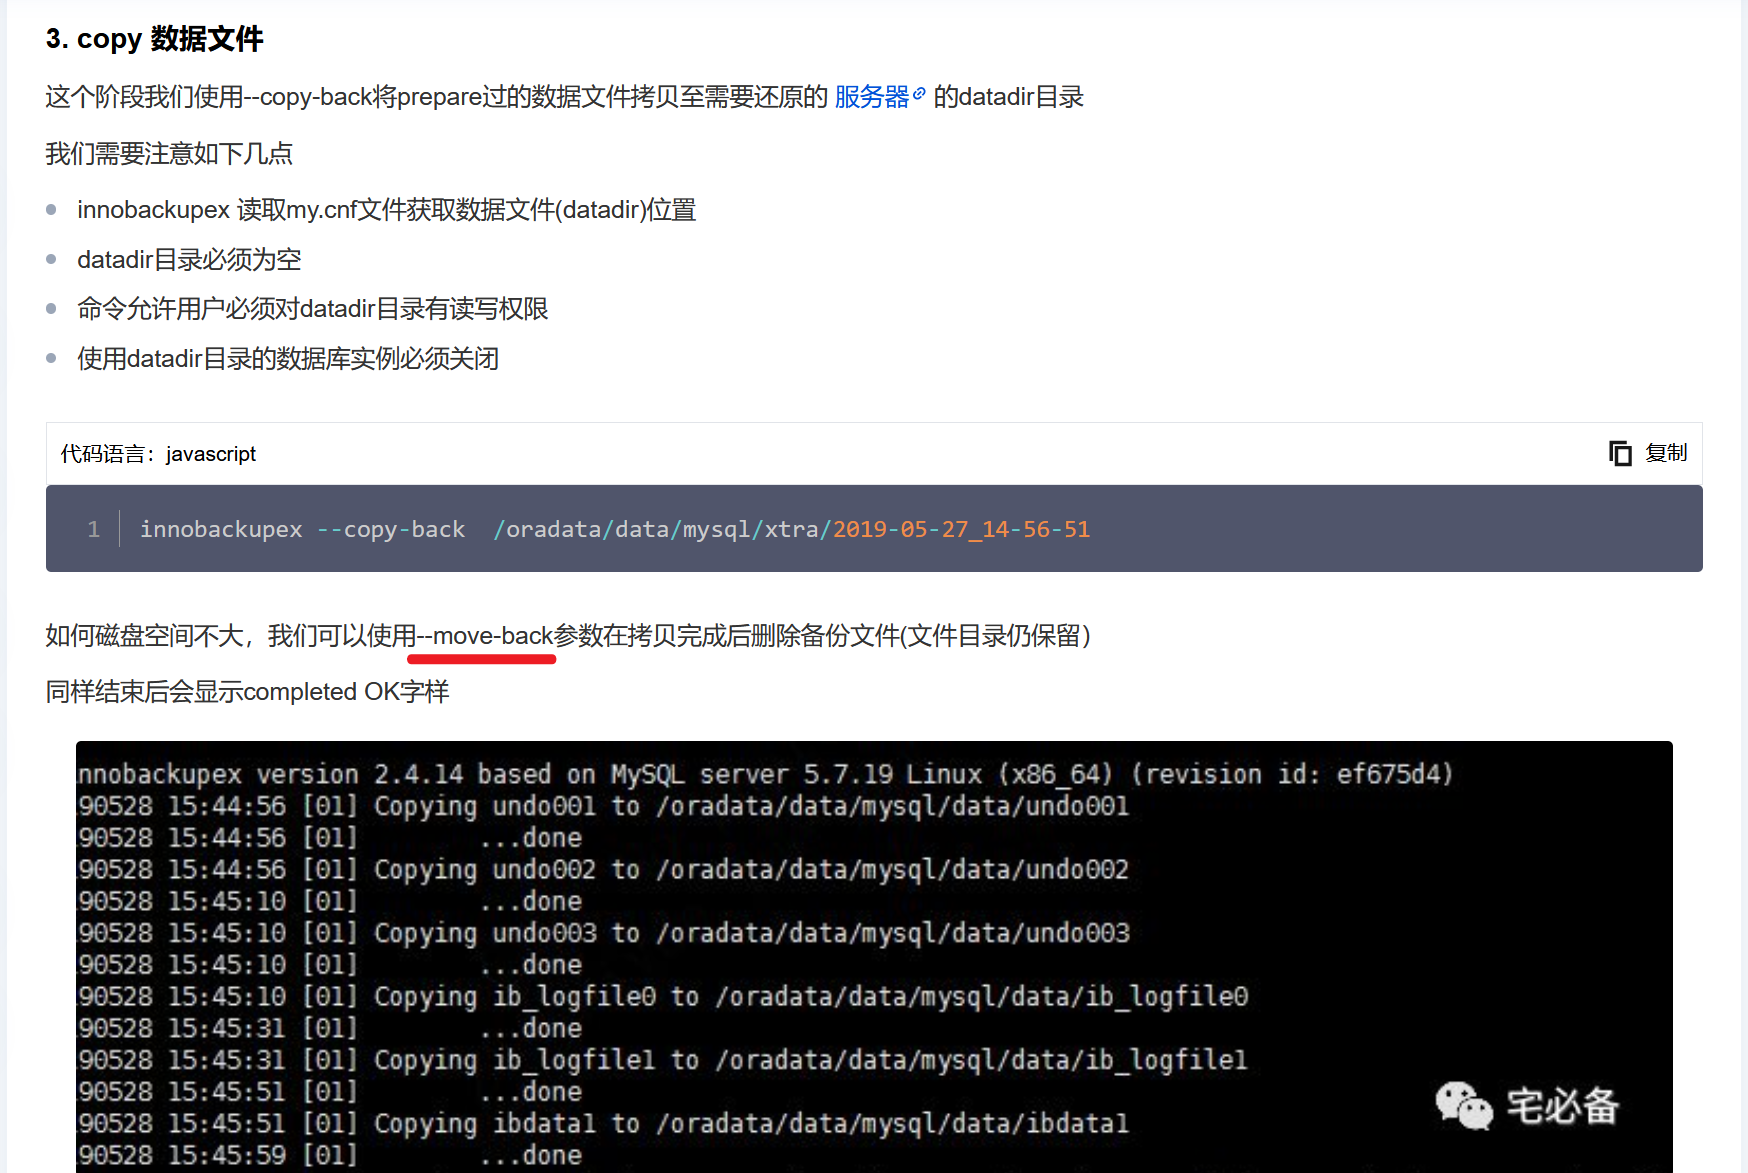 3. copy 数据文件
这个阶段我们使用--copy-back将prepare过的数据文件拷贝至需要还原的 服务器 的datadir目录
我们需要注意如下几点
innobackupex 读取my.cnf文件获取数据文件(datadir)位置
datadir目录必须为空
命令允许用户必须对datadir目录有读写权限
使用datadir目录的数据库实例必须关闭
代码语言：javascript 复制
1 innobackupex --copy-back  /oradata/data/mysql/xtra/2019-05-27_14-56-51
如何磁盘空间不大，我们可以使用--move-back参数在拷贝完成后删除备份文件(文件目录仍保留）
同样结束后会显示completed OK字样
nnobackupex version 2.4.14 based on MySQL server 5.7.19 Linux (x86_64) (revision id: ef675d4)
90528 15:44:56 [01] Copying undo001 to /oradata/data/mysql/data/undo001
90528 15:44:56 [01]        ...done
90528 15:44:56 [01] Copying undo002 to /oradata/data/mysql/data/undo002
90528 15:45:10 [01]        ...done
90528 15:45:10 [01] Copying undo003 to /oradata/data/mysql/data/undo003
90528 15:45:10 [01]        ...done
90528 15:45:10 [01] Copying ib_logfile0 to /oradata/data/mysql/data/ib_logfile0
90528 15:45:31 [01]        ...done
90528 15:45:31 [01] Copying ib_logfile1 to /oradata/data/mysql/data/ib_logfile1
90528 15:45:51 [01]        ...done
90528 15:45:51 [01] Copying ibdata1 to /oradata/data/mysql/data/ibdata1
90528 15:45:59 [01]        ...done
宅必备